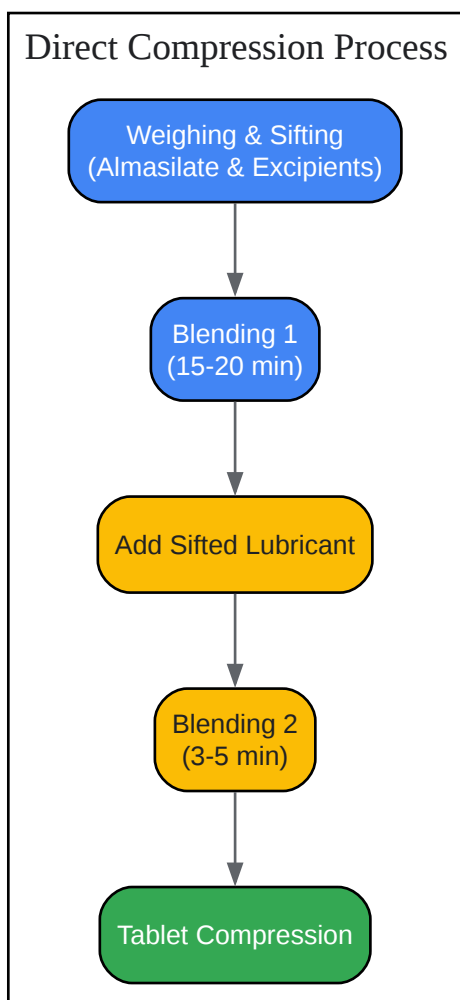 Direct Compression Process
Weighing & Sifting
(Almasilate & Excipients)
Blending 1
(15-20 min)
Add Sifted Lubricant
Blending 2
(3-5 min)
Tablet Compression